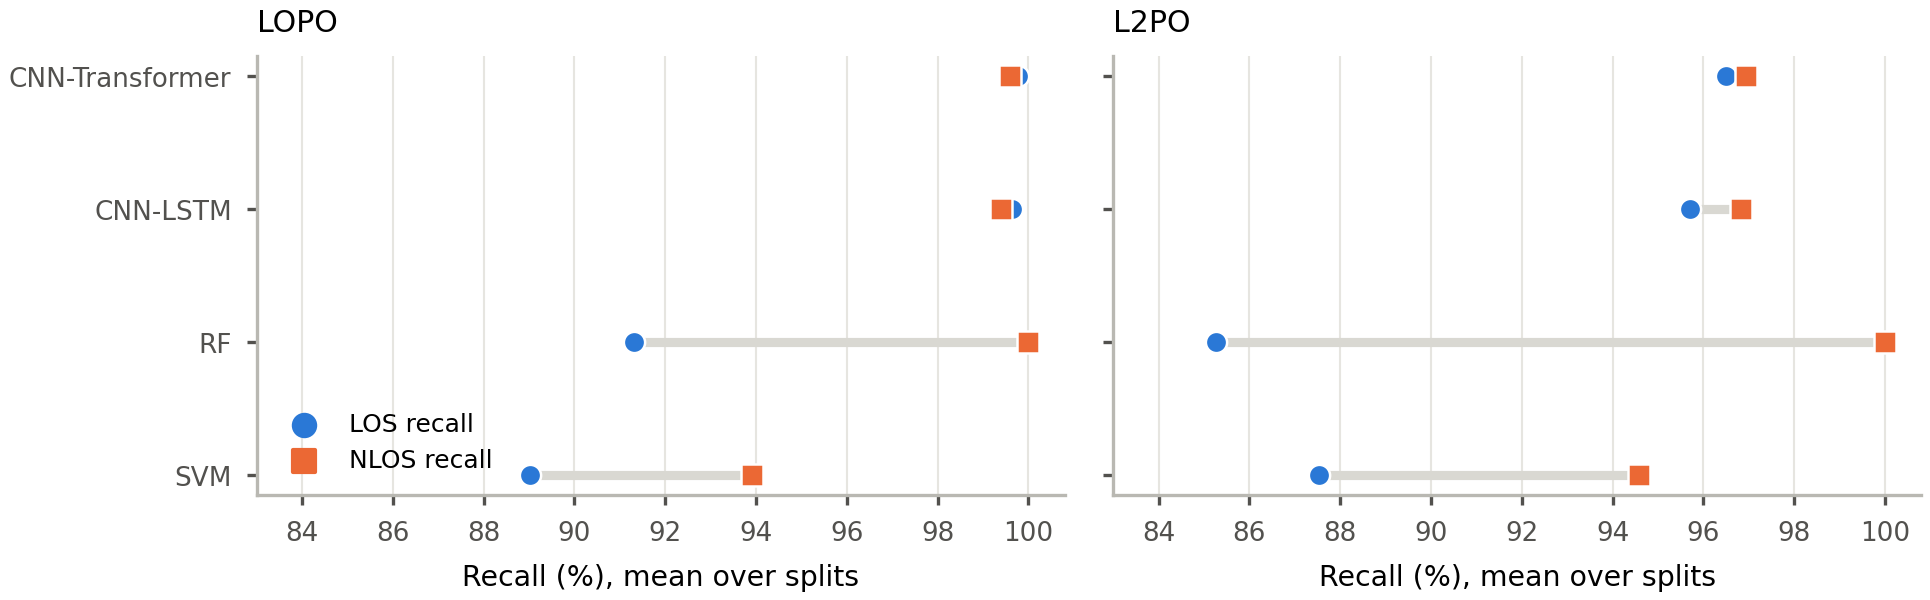 LOPO
L2PO
CNN-Transformer
CNN-LSTM
RF
SVM
LOS recall
NLOS recall
84 86 88 90 92 94 96 98 100
84 86 88 90 92 94 96 98 100
Recall (%), mean over splits
Recall (%), mean over splits